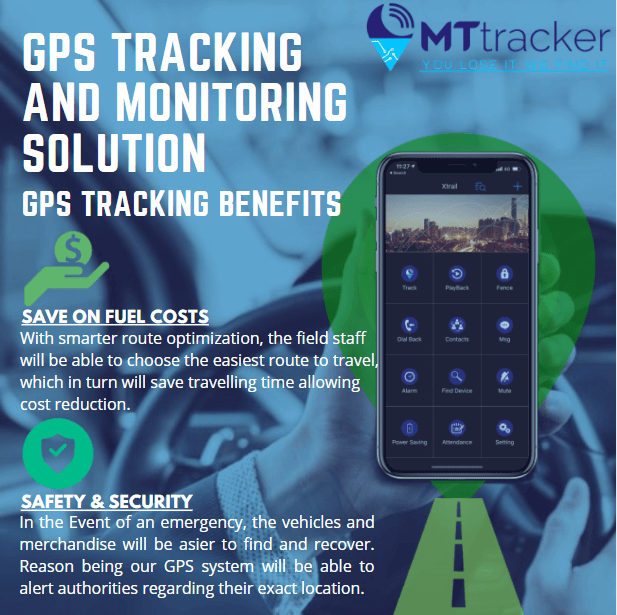 GPS TRACKING
AND MONITORING
SOLUTION
GPS TRACKING BENEFITS
MTtracker
YOU LOSE IT WE FIND IT
SAVE ON FUEL COSTS
With smarter route optimization, the field staff
will be able to choose the easiest route to travel,
which in turn will save travelling time allowing
cost reduction.
SAFETY & SECURITY
In the Event of an emergency, the vehicles and
merchandise will be asier to find and recover.
Reason being our GPS system will be able to
alert authorities regarding their exact location.
11:27
Search
4G
Xtrail
Track PlayBack Fence
Dial Back Contacts Msg
Alarm Find Device Mute
Power Saving Attendance Setting